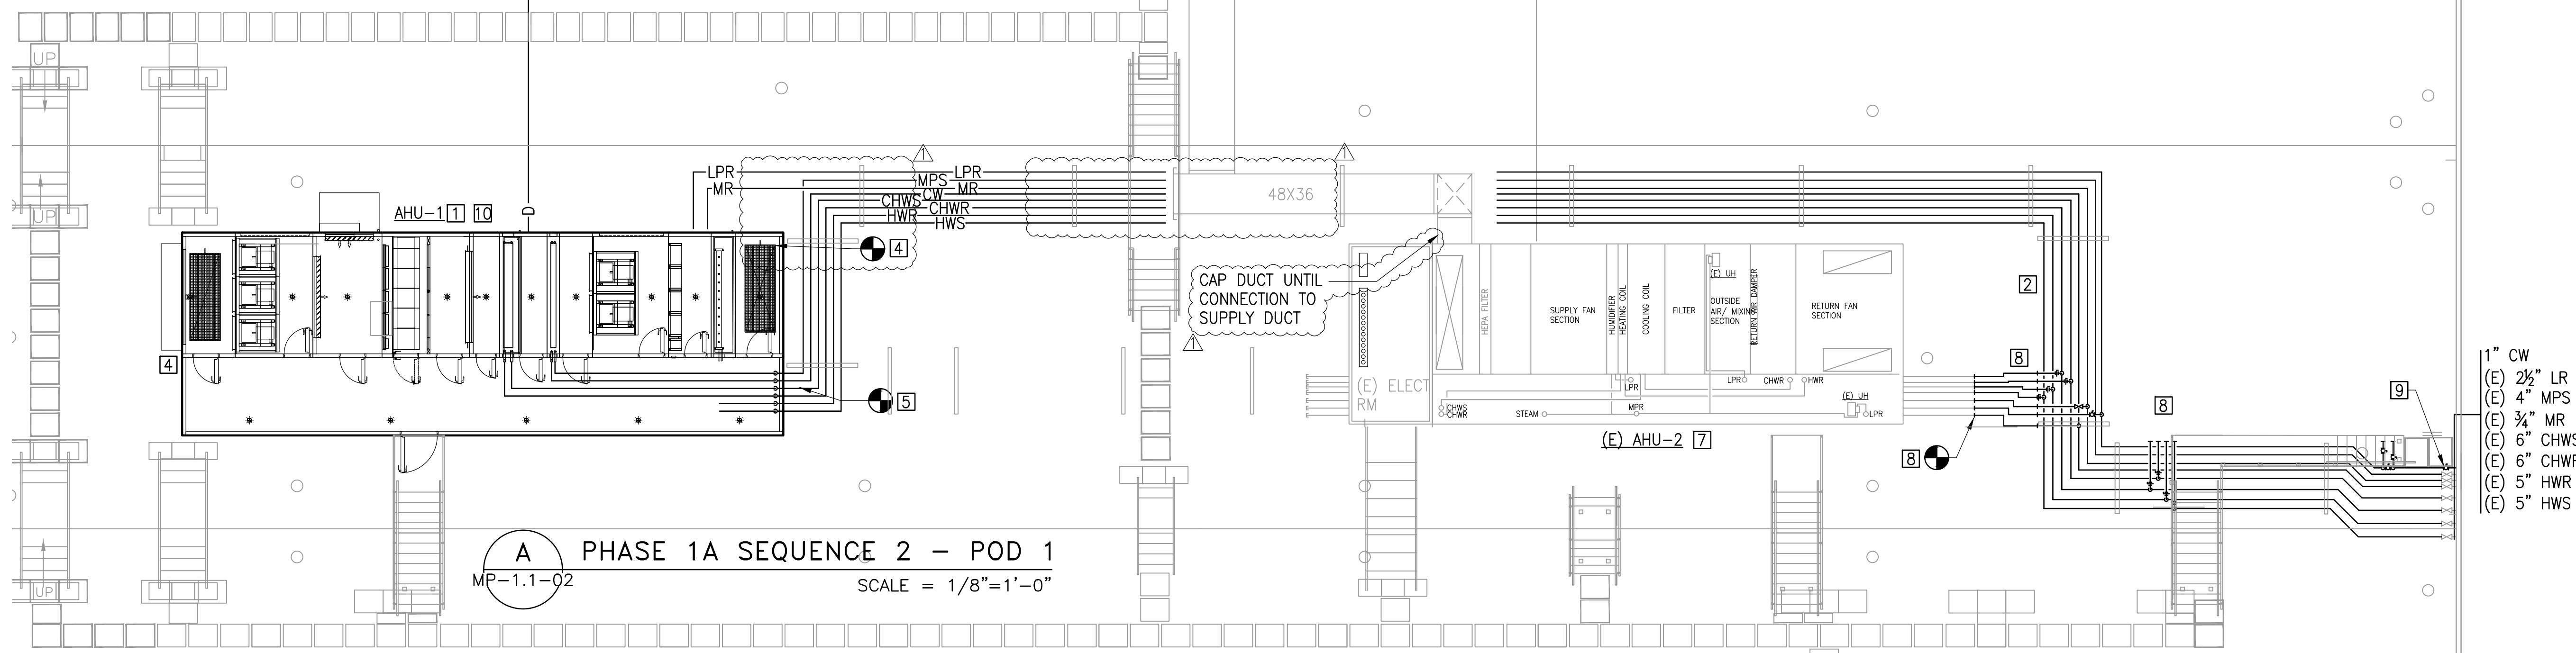 UP
UP
UP
AHU-1 1 10
D
LPR
MR
LPR
MPS
MR
CW
CHWS
CHWR
HWR
HWS
1
1
1
4
4
5
48X36
CAP DUCT UNTIL
CONNECTION TO
SUPPLY DUCT
(E) ELECT
RM
HEPA FILTER
SUPPLY FAN
SECTION
HUMIDIFIER
HEATING COIL
COOLING COIL
FILTER
(E) UH
OUTSIDE
AIR/ MIXING
SECTION
RETURN AIR DAMPER
RETURN FAN
SECTION
CHWS
CHWR
STEAM
LPR
MPR
LPR
CHWR
HWR
(E) UH
LPR
(E) AHU-2 7
2
8
8
8
9
1" CW
(E) 2½" LR
(E) 4" MPS
(E) ¾" MR
(E) 6" CHWS
(E) 6" CHWR
(E) 5" HWR
(E) 5" HWS
A
MP-1.1-02
PHASE 1A SEQUENCE 2 - POD 1
SCALE = 1/8"=1'-0"